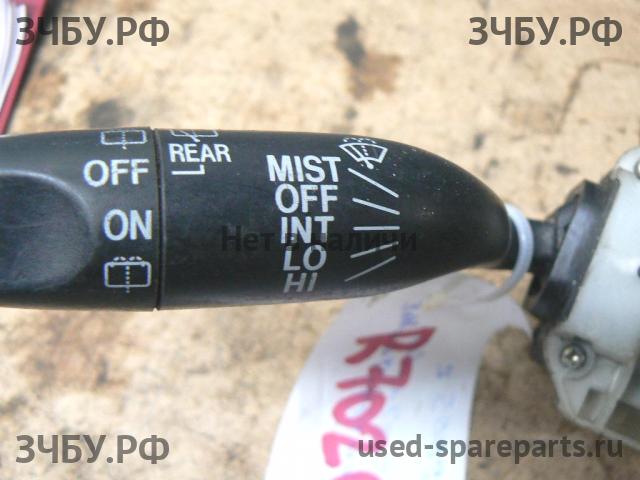 ЗЧБУ.РФ ЗЧБУ.РФ
OFF
ON
REAR
MIST
OFF
INT
LO
HI
Нет в наличии
R702
ЗЧБУ.РФ used-spareparts.ru